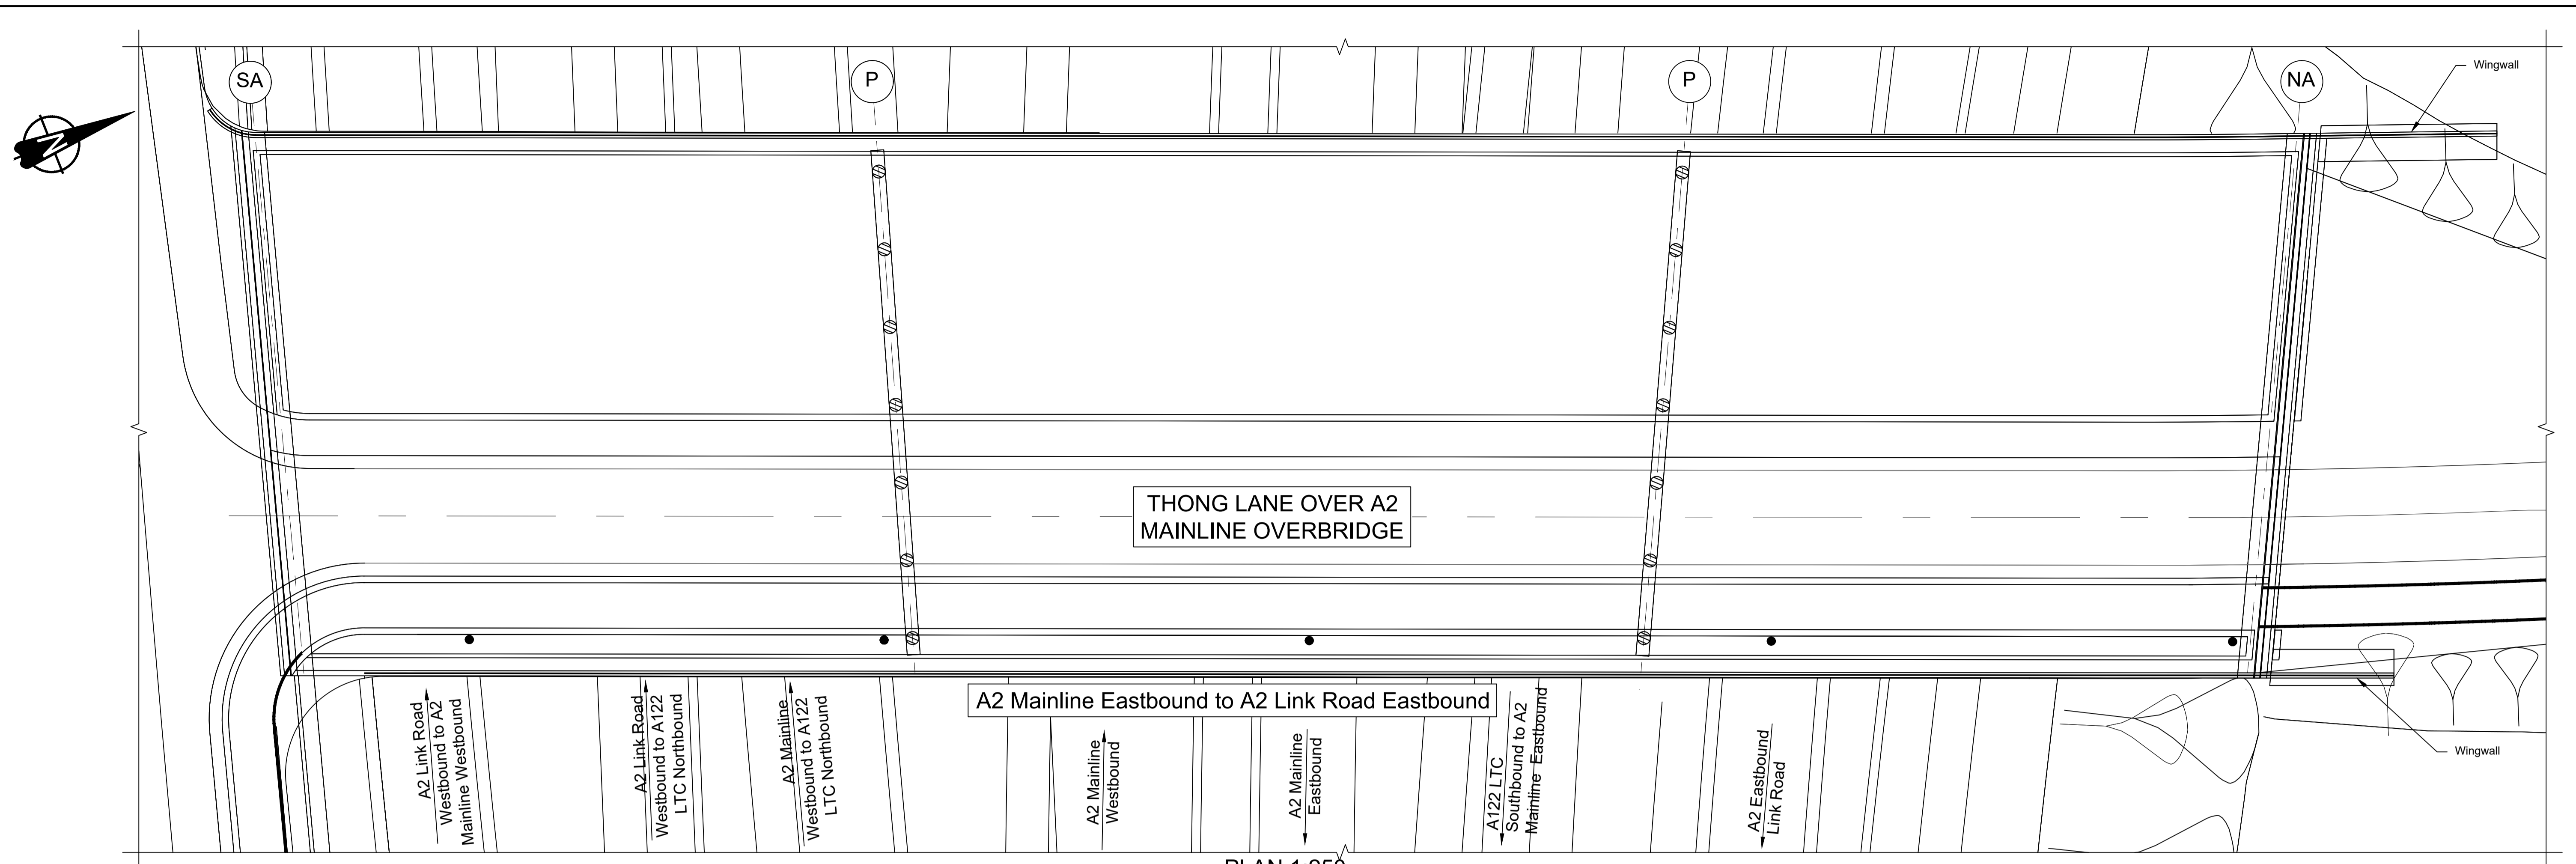 SA
P
P
NA
Wingwall
N
THONG LANE OVER A2
MAINLINE OVERBRIDGE
A2 Mainline Eastbound to A2 Link Road Eastbound
A2 Link Road
Westbound to A2
Mainline Westbound
A2 Link Road
Westbound to A122
LTC Northbound
A2 Mainline
Westbound to A122
LTC Northbound
A2 Mainline
Westbound
A2 Mainline
Eastbound
A122 LTC
Southbound to A2
Mainline Eastbound
A2 Eastbound
Link Road
Wingwall
PLAN 1:250